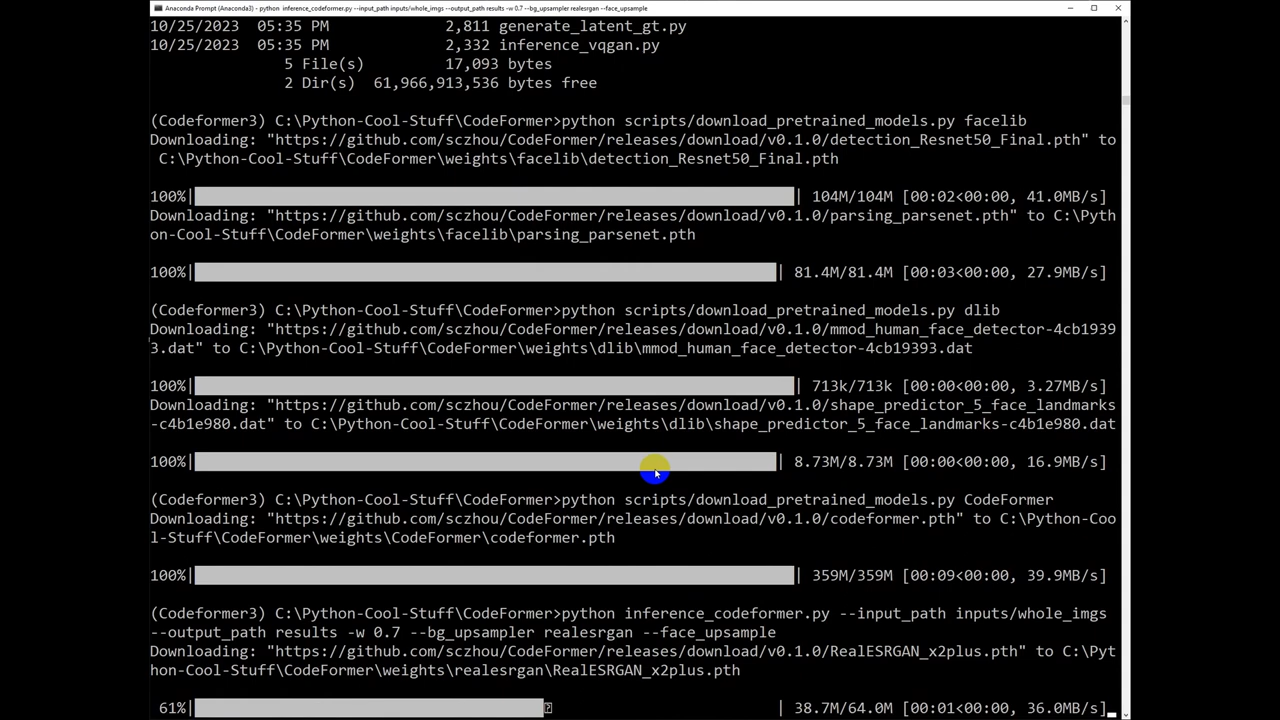 Anaconda Prompt (Anaconda3) - python  inference_codeformer.py --input_path inputs/whole_imgs --output_path results -w 0.7 --bg_upsampler realesrgan --face_upsample
10/25/2023  05:35 PM             2,811 generate_latent_gt.py
10/25/2023  05:35 PM             2,332 inference_vqgan.py
               5 File(s)         17,093 bytes
               2 Dir(s)  61,966,913,536 bytes free
(Codeformer3) C:\Python-Cool-Stuff\CodeFormer>python scripts/download_pretrained_models.py facelib
Downloading: "https://github.com/sczhou/CodeFormer/releases/download/v0.1.0/detection_Resnet50_Final.pth" to
 C:\Python-Cool-Stuff\CodeFormer\weights\facelib\detection_Resnet50_Final.pth
100%| | 104M/104M [00:02<00:00, 41.0MB/s]
Downloading: "https://github.com/sczhou/CodeFormer/releases/download/v0.1.0/parsing_parsenet.pth" to C:\Pyth
on-Cool-Stuff\CodeFormer\weights\facelib\parsing_parsenet.pth
100%| | 81.4M/81.4M [00:03<00:00, 27.9MB/s]
(Codeformer3) C:\Python-Cool-Stuff\CodeFormer>python scripts/download_pretrained_models.py dlib
Downloading: "https://github.com/sczhou/CodeFormer/releases/download/v0.1.0/mmod_human_face_detector-4cb1939
3.dat" to C:\Python-Cool-Stuff\CodeFormer\weights\dlib\mmod_human_face_detector-4cb19393.dat
100%| | 713k/713k [00:00<00:00, 3.27MB/s]
Downloading: "https://github.com/sczhou/CodeFormer/releases/download/v0.1.0/shape_predictor_5_face_landmarks
-c4b1e980.dat" to C:\Python-Cool-Stuff\CodeFormer\weights\dlib\shape_predictor_5_face_landmarks-c4b1e980.dat
100%| | 8.73M/8.73M [00:00<00:00, 16.9MB/s]
(Codeformer3) C:\Python-Cool-Stuff\CodeFormer>python scripts/download_pretrained_models.py CodeFormer
Downloading: "https://github.com/sczhou/CodeFormer/releases/download/v0.1.0/codeformer.pth" to C:\Python-Coo
l-Stuff\CodeFormer\weights\CodeFormer\codeformer.pth
100%| | 359M/359M [00:09<00:00, 39.9MB/s]
(Codeformer3) C:\Python-Cool-Stuff\CodeFormer>python inference_codeformer.py --input_path inputs/whole_imgs
--output_path results -w 0.7 --bg_upsampler realesrgan --face_upsample
Downloading: "https://github.com/sczhou/CodeFormer/releases/download/v0.1.0/RealESRGAN_x2plus.pth" to C:\Pyt
hon-Cool-Stuff\CodeFormer\weights\realesrgan\RealESRGAN_x2plus.pth
61%| | 38.7M/64.0M [00:01<00:00, 36.0MB/s]